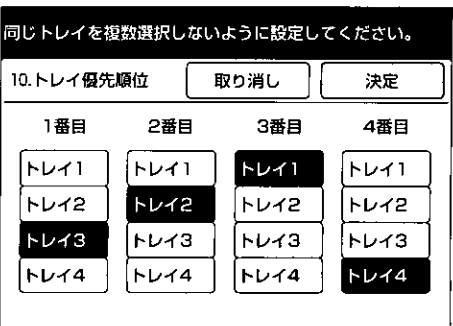 同じトレイを複数選択しないように設定してください。
10.トレイ優先順位 取り消し 決定
1番目 2番目 3番目 4番目
トレイ1 トレイ1 トレイ1 トレイ1
トレイ2 トレイ2 トレイ2 トレイ2
トレイ3 トレイ3 トレイ3 トレイ3
トレイ4 トレイ4 トレイ4 トレイ4